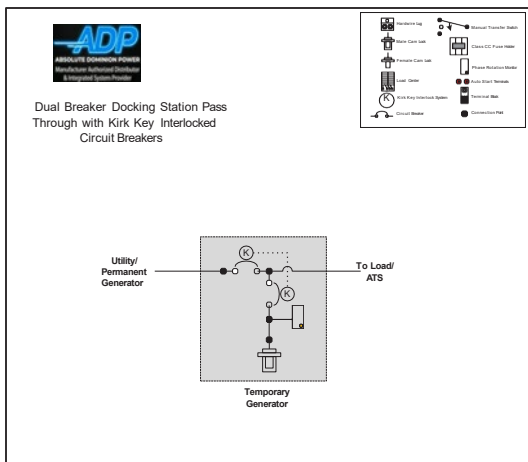 ADP
ABSOLUTE DOMINION POWER
Manufacturer Authorized Distributor
& Integrated System Provider
Dual Breaker Docking Station Pass
Through with Kirk Key Interlocked
Circuit Breakers
Hardwire Lug
Male Cam Lok
Female Cam Lok
Load Center
K
Kirk Key Interlock System
Circuit Breaker
Manual Transfer Switch
Class CC Fuse Holder
Phase Rotation Monitor
Auto Start Terminals
Terminal Block
Connection Point
K
Utility/
Permanent
Generator
To Load/
ATS
K
Temporary
Generator